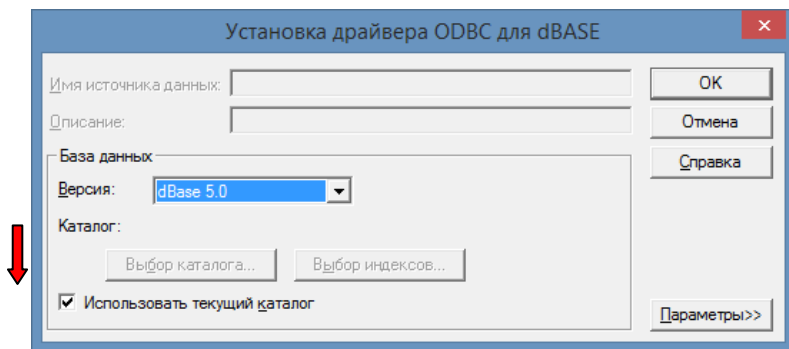 Установка драйвера ODBC для dBASE
Имя источника данных:
OK
Описание:
Отмена
База данных
Справка
Версия:
dBase 5.0
Каталог:
Выбор каталога...
Выбор индексов...
Использовать текущий каталог
Параметры>>